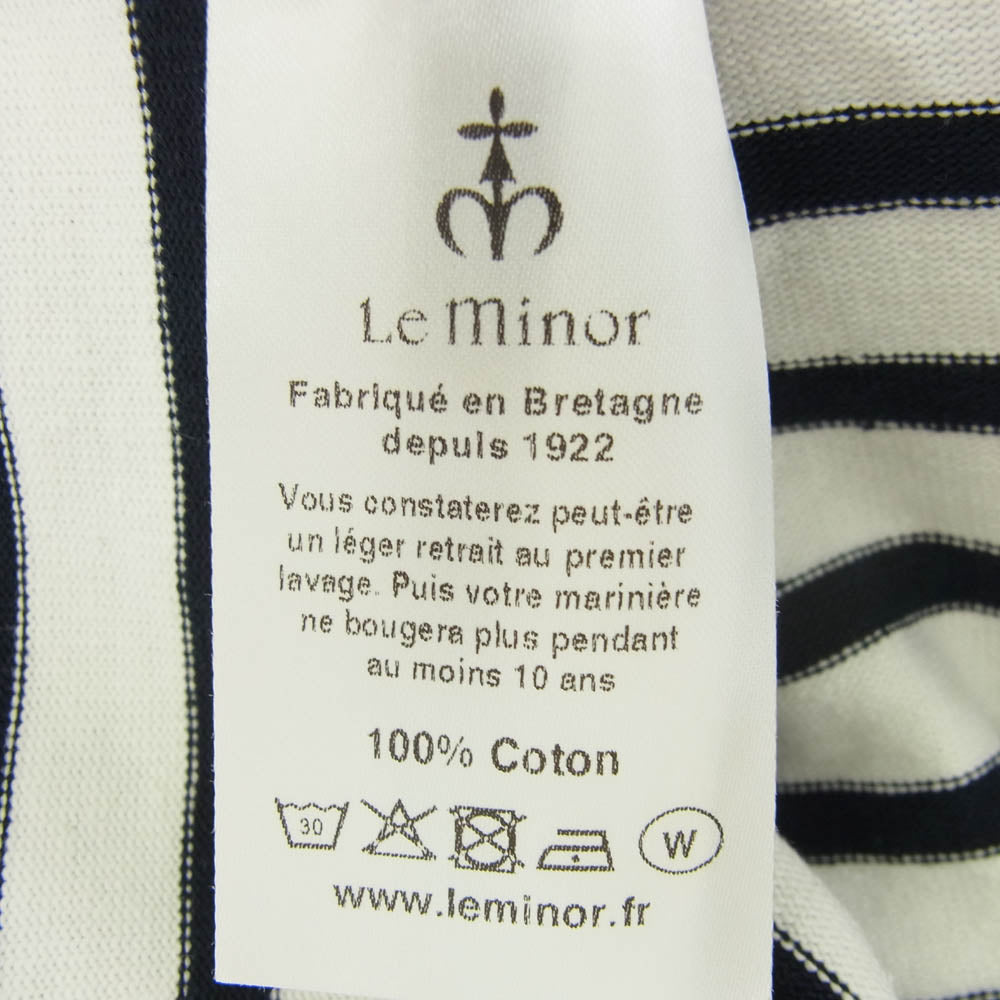 Le Minor
Fabriqué en Bretagne
depuis 1922
Vous constaterez peut-être
un léger retrait au premier
lavage. Puis votre marinière
ne bougera plus pendant
au moins 10 ans
100% Coton
30 W
www.leminor.fr